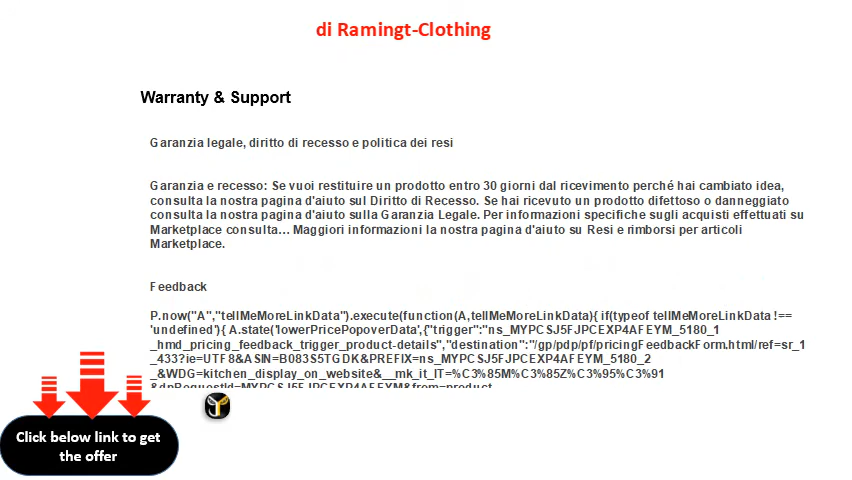 di Ramingt-Clothing
Warranty & Support
Garanzia legale, diritto di recesso e politica dei resi
Garanzia e recesso: Se vuoi restituire un prodotto entro 30 giorni dal ricevimento perché hai cambiato idea,
consulta la nostra pagina d'aiuto sul Diritto di Recesso. Se hai ricevuto un prodotto difettoso o danneggiato
consulta la nostra pagina d'aiuto sulla Garanzia Legale. Per informazioni specifiche sugli acquisti effettuati su
Marketplace consulta... Maggiori informazioni la nostra pagina d'aiuto su Resi e rimborsi per articoli
Marketplace.
Feedback
P.now("A","tellMeMoreLinkData").execute(function(A,tellMeMoreLinkData){ if(typeof tellMeMoreLinkData !==
'undefined'){ A.state('lowerPricePopoverData',{"trigger":"ns_MYPCSJ5FJPCEXP4AFEYM_5180_1
_hmd_pricing_feedback_trigger_product-details","destination":"/gp/pdp/pf/pricingFeedbackForm.html/ref=sr_1
_433?ie=UTF8&ASIN=B083S5TGDK&PREFIX=ns_MYPCSJ5FJPCEXP4AFEYM_5180_2
_&WDG=kitchen_display_on_website&__mk_it_IT=%C3%85M%C3%85Z%C3%95%C3%91
&dpRequestId=MYPCSJ5FJPCEXP4AFEYM&from=product
Click below link to get
the offer